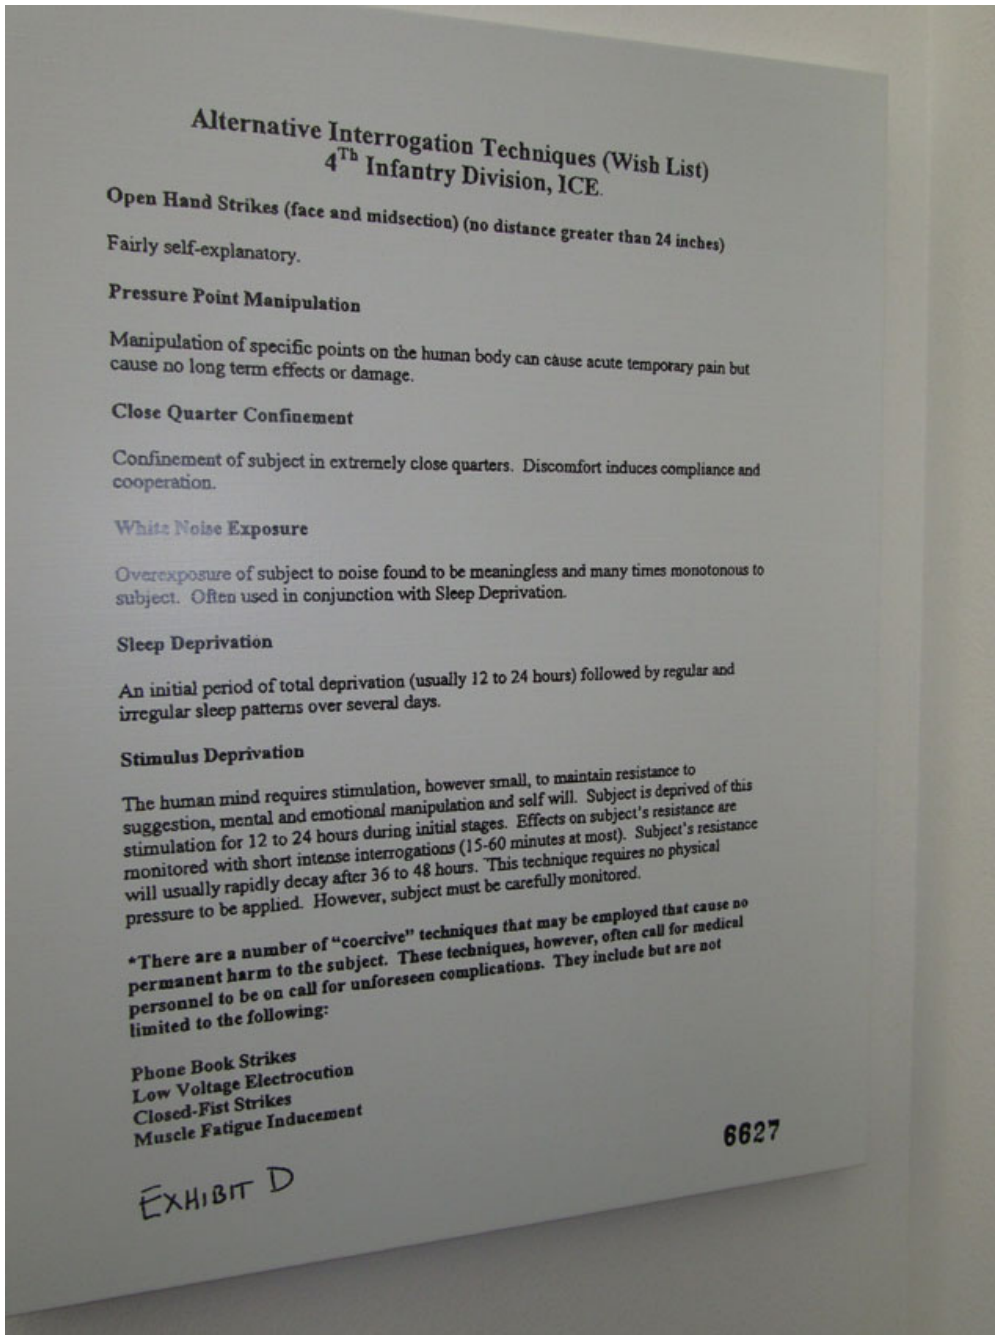 Alternative Interrogation Techniques (Wish List)
4Th Infantry Division, ICE.
Open Hand Strikes (face and midsection) (no distance greater than 24 inches)
Fairly self-explanatory.
Pressure Point Manipulation
Manipulation of specific points on the human body can cause acute temporary pain but
cause no long term effects or damage.
Close Quarter Confinement
Confinement of subject in extremely close quarters. Discomfort induces compliance and
cooperation.
White Noise Exposure
Overexposure of subject to noise found to be meaningless and many times monotonous to
subject. Often used in conjunction with Sleep Deprivation.
Sleep Deprivation
An initial period of total deprivation (usually 12 to 24 hours) followed by regular and
irregular sleep patterns over several days.
Stimulus Deprivation
The human mind requires stimulation, however small, to maintain resistance to
suggestion, mental and emotional manipulation and self will. Subject is deprived of this
stimulation for 12 to 24 hours during initial stages. Effects on subject's resistance are
monitored with short intense interrogations (15-60 minutes at most). Subject's resistance
will usually rapidly decay after 36 to 48 hours. This technique requires no physical
pressure to be applied. However, subject must be carefully monitored.
*There are a number of "coercive" techniques that may be employed that cause no
permanent harm to the subject. These techniques, however, often call for medical
personnel to be on call for unforeseen complications. They include but are not
limited to the following:
Phone Book Strikes
Low Voltage Electrocution
Closed-Fist Strikes
Muscle Fatigue Inducement
6627
EXHIBIT D